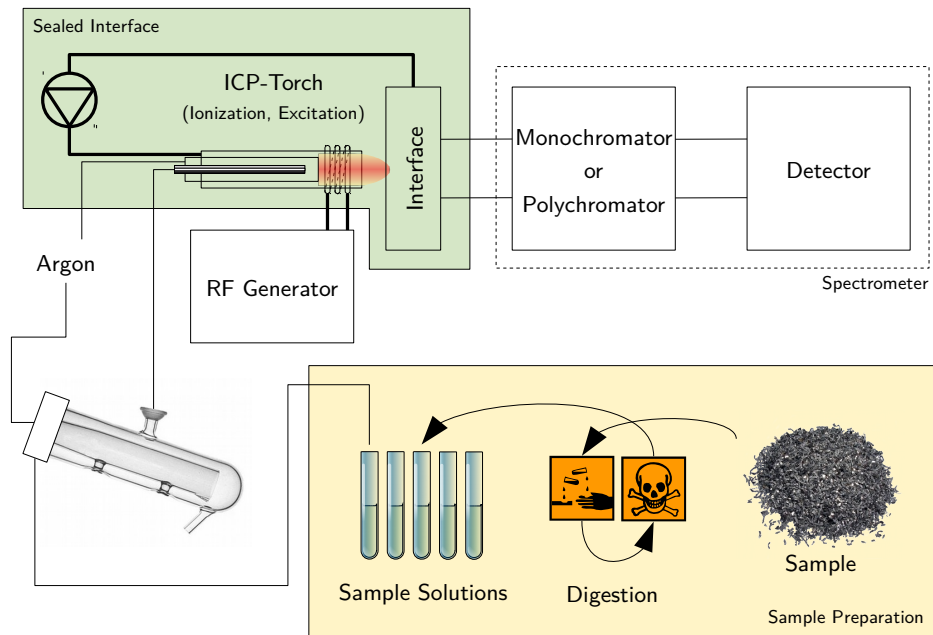 Sealed Interface
ICP-Torch
(Ionization, Excitation)
Interface
Monochromator
or
Polychromator
Detector
Spectrometer
Argon
RF Generator
Sample Solutions
Digestion
Sample
Sample Preparation